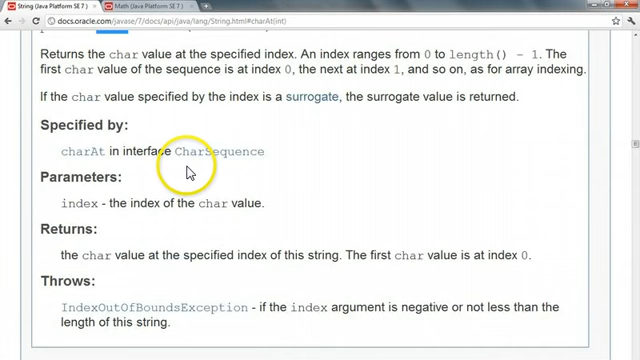 String (Java Platform SE 7
Math (Java Platform SE 7 )
docs.oracle.com/javase/7/docs/api/java/lang/String.html#charAt(int)
Returns the char value at the specified index. An index ranges from 0 to length() - 1. The
first char value of the sequence is at index 0, the next at index 1, and so on, as for array indexing.
If the char value specified by the index is a surrogate, the surrogate value is returned.
Specified by:
charAt in interface CharSequence
Parameters:
index - the index of the char value.
Returns:
the char value at the specified index of this string. The first char value is at index 0.
Throws:
IndexOutOfBoundsException - if the index argument is negative or not less than the
length of this string.